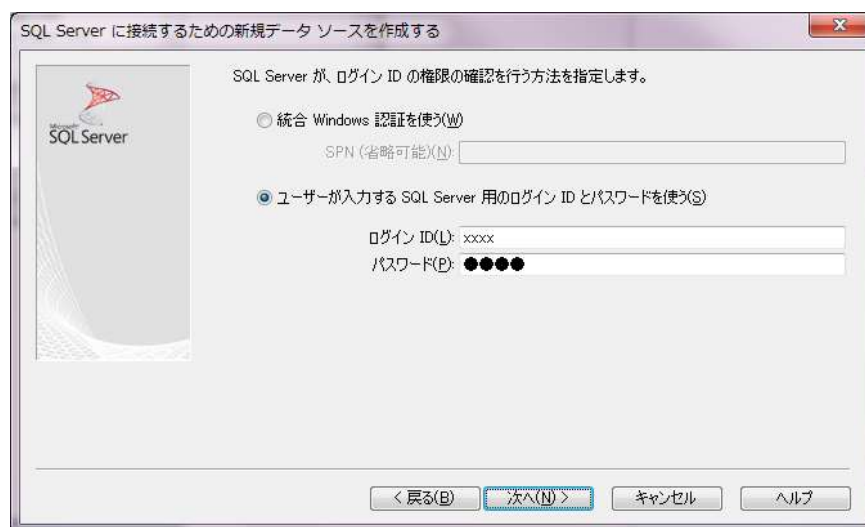 SQL Server に接続するための新規データ ソースを作成する
SQL Server が、ログイン ID の権限の確認を行う方法を指定します。
Microsoft
SQL Server
統合 Windows 認証を使う(W)
SPN (省略可能)(N):
ユーザーが入力する SQL Server 用のログイン ID とパスワードを使う(S)
ログイン ID(L): xxxx
パスワード(P): ●●●●
< 戻る(B)
次へ(N) >
キャンセル
ヘルプ